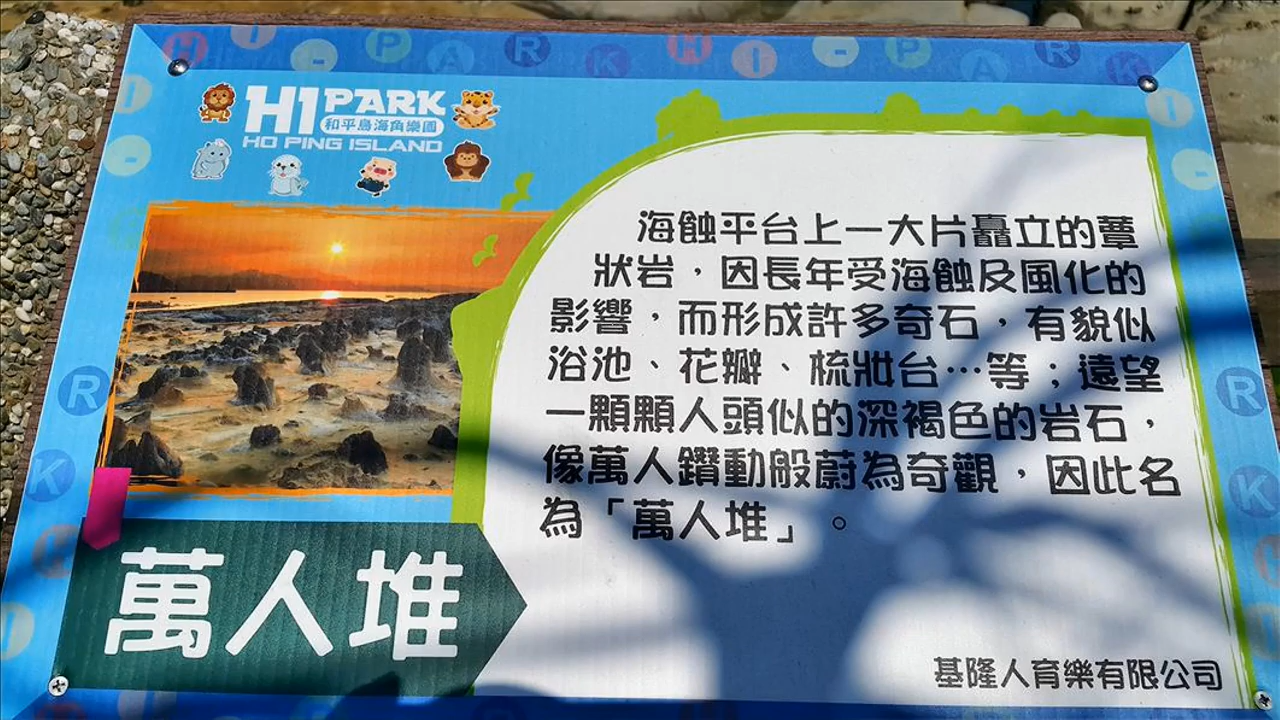 HI-PARK HI-PARK
HI PARK
和平島海角樂園
HO PING ISLAND
海蝕平台上一大片矗立的蕈
狀岩，因長年受海蝕及風化的
影響，而形成許多奇石，有貌似
浴池、花瓣、梳妝台…等；遠望
一顆顆人頭似的深褐色的岩石，
像萬人鑽動般蔚為奇觀，因此名
為「萬人堆」。
萬人堆
基隆人育樂有限公司